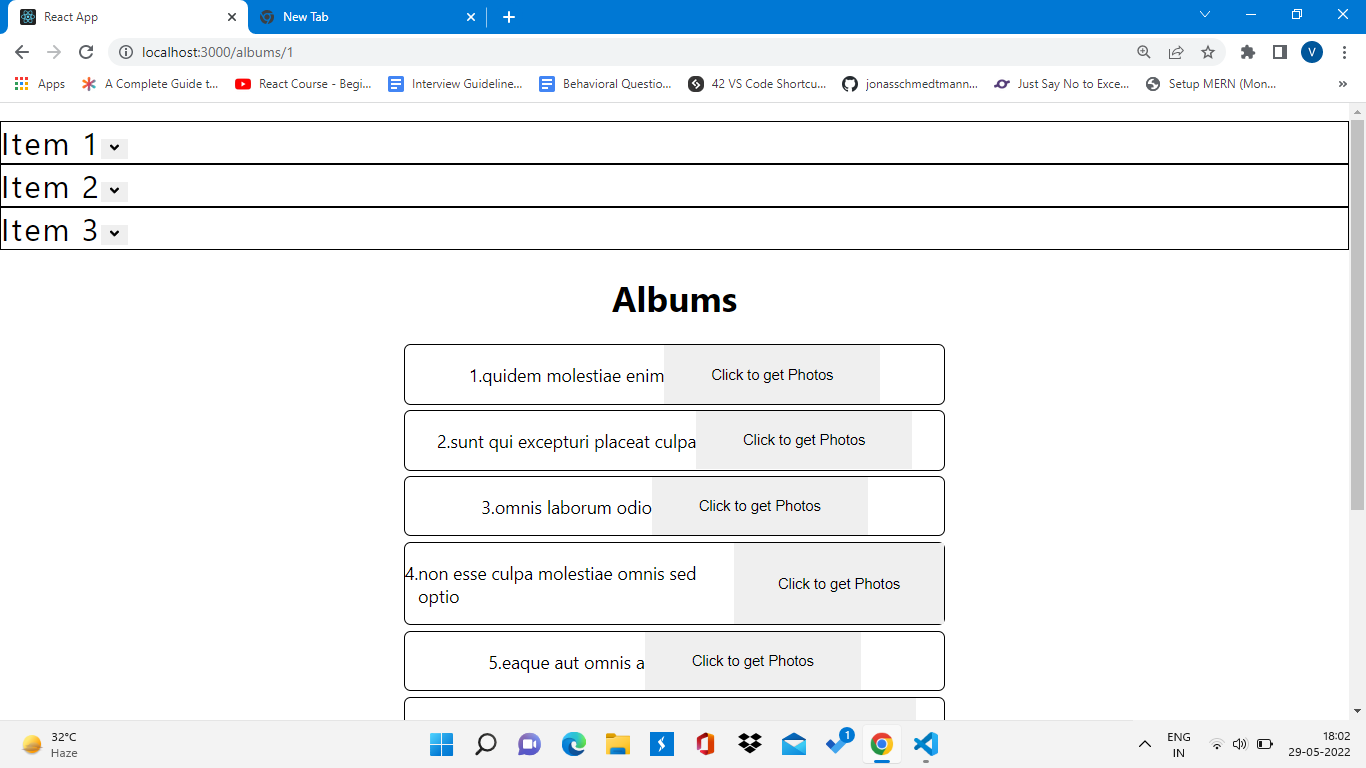 React App
New Tab
localhost:3000/albums/1
V
Apps
A Complete Guide t...
React Course - Begi...
Interview Guideline...
Behavioral Questio...
42 VS Code Shortcu...
jonasschmedtmann...
Just Say No to Exce...
Setup MERN (Mon...
Item 1
Item 2
Item 3
Albums
1.quidem molestiae enim
Click to get Photos
2.sunt qui excepturi placeat culpa
Click to get Photos
3.omnis laborum odio
Click to get Photos
4.non esse culpa molestiae omnis sed
optio
Click to get Photos
5.eaque aut omnis a
Click to get Photos
32°C
Haze
1
ENG
IN
18:02
29-05-2022